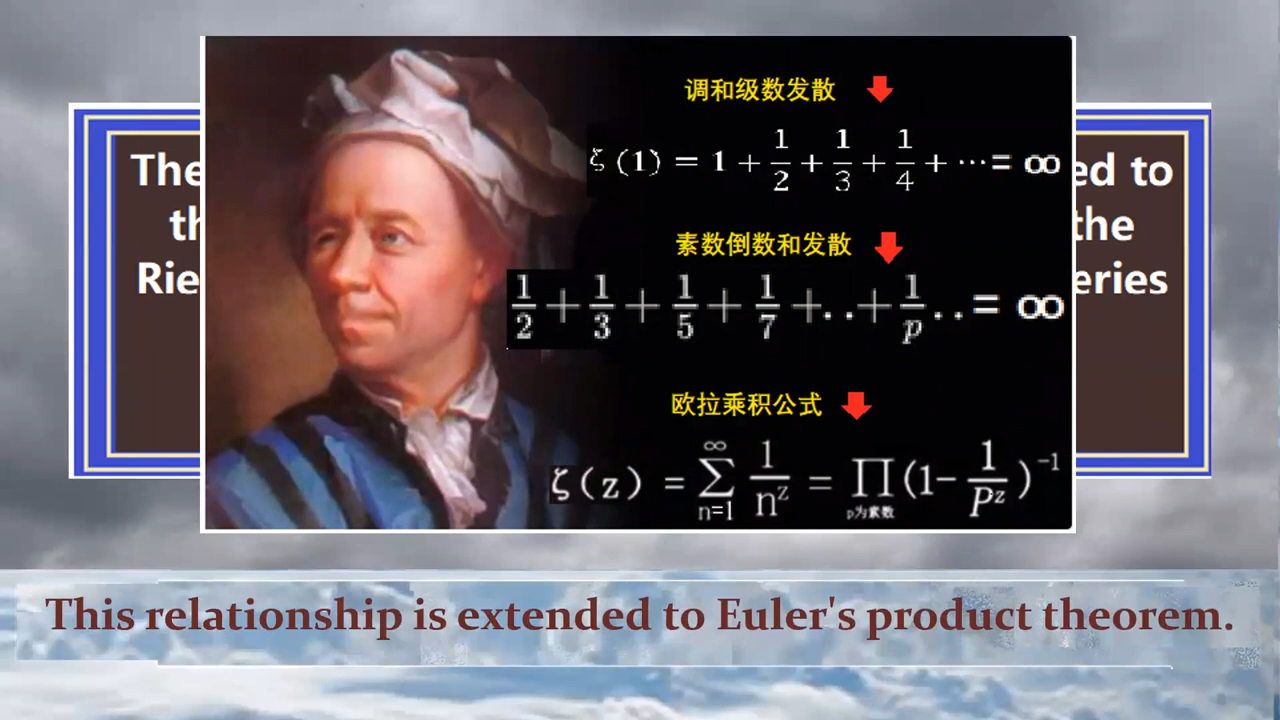 The ed to
th the
Rie eries
调和级数发散
ζ (1) = 1 + 1/2 + 1/3 + 1/4 + ⋯ = ∞
素数倒数和发散
1/2 + 1/3 + 1/5 + 1/7 + .. + 1/p .. = ∞
欧拉乘积公式
ζ(z) = ∑_{n=1}^{∞} 1/n^z = ∏_{p为素数} (1 - 1/P^z)^{-1}
This relationship is extended to Euler's product theorem.